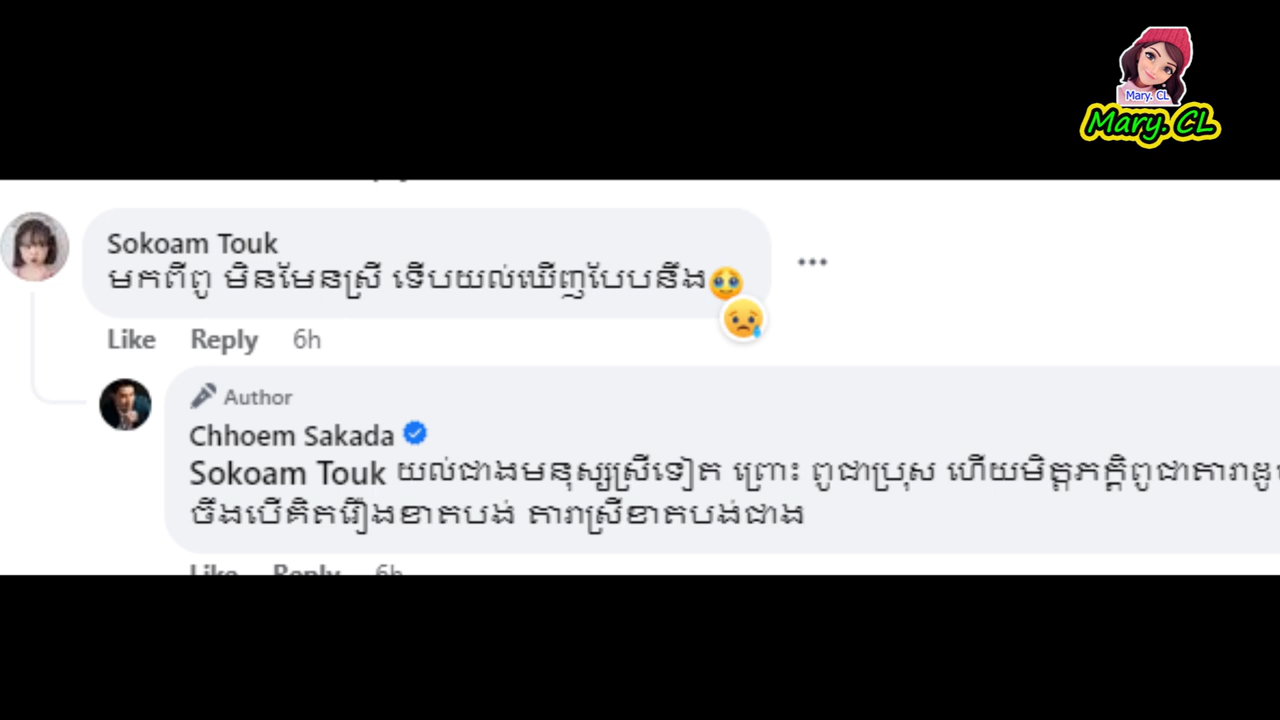 Mary. CL
Mary. CL
Sokoam Touk
មកពីពូ មិនមែនស្រី ទើបយល់ឃើញបែបនឹង🥹
Like Reply 6h
Author
Chhoem Sakada
Sokoam Touk យល់ជាងមនុស្សស្រីទៀត ព្រោះ ពូជាប្រុស ហើយមិត្តភក្តិពូជាតារា
ចឹងបើគិតរឿងខាតបង់ តារាស្រីខាតបង់ជាង
Like Reply 6h